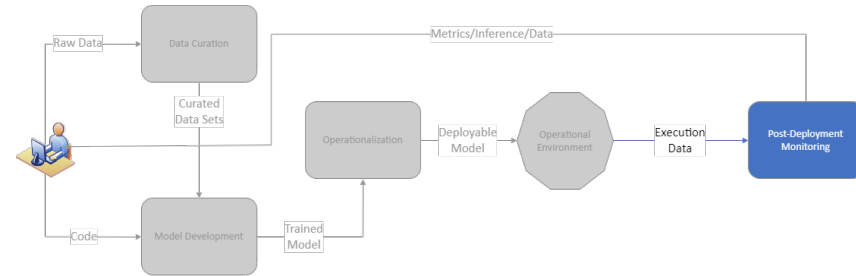 Metrics/Inference/Data
Raw Data
Data Curation
Curated
Data Sets
Operationalization
Deployable
Model
Operational
Environment
Execution
Data
Post-Deployment
Monitoring
Code
Model Development
Trained
Model